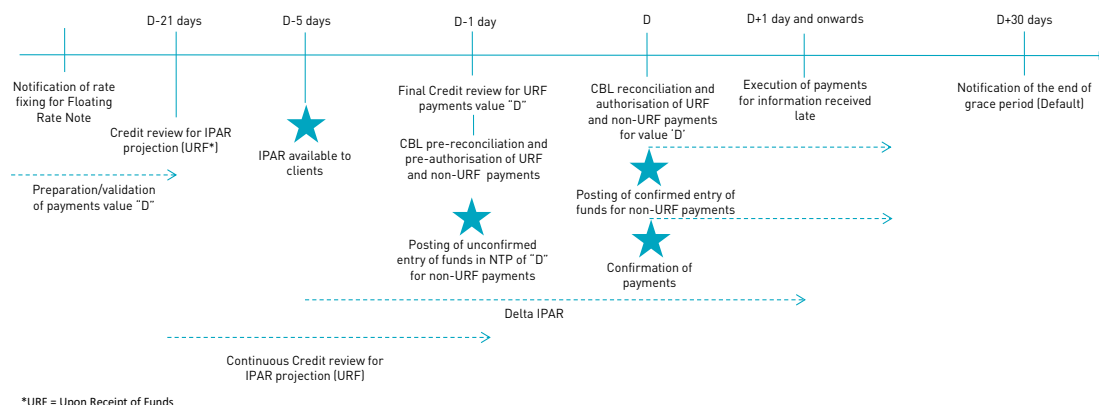 D-21 days
D-5 days
D-1 day
D
D+1 day and onwards
D+30 days
Notification of rate
fixing for Floating
Rate Note
Credit review for IPAR
projection (URF*)
Preparation/validation
of payments value “D”
IPAR available to
clients
Final Credit review for URF
payments value “D”
CBL pre-reconciliation and
pre-authorisation of URF
and non-URF payments
Posting of unconfirmed
entry of funds in NTP of “D”
for non-URF payments
CBL reconciliation and
authorisation of URF
and non-URF payments
for value ‘D’
Posting of confirmed entry of
funds for non-URF payments
Confirmation of
payments
Execution of payments
for information received
late
Notification of the end of
grace period (Default)
Delta IPAR
Continuous Credit review for
IPAR projection (URF)
*URF = Upon Receipt of Funds